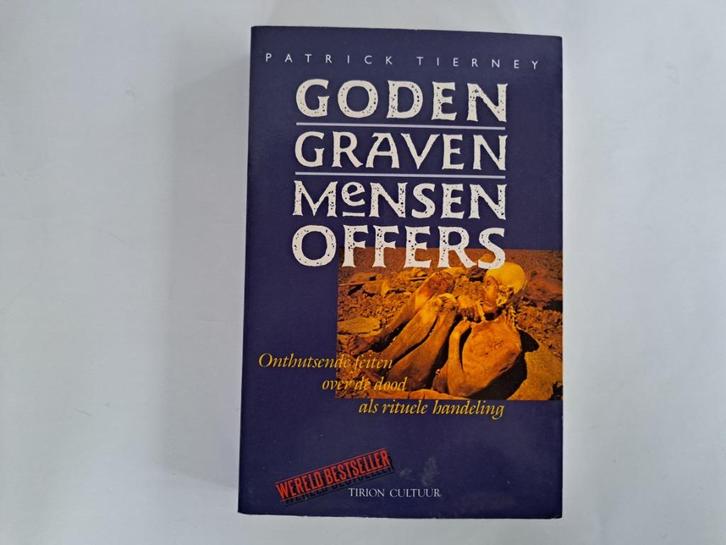 PATRICK TIERNEY
GODEN
GRAVEN
MeNSEN
OFFERS
Onthutsende feiten
over de dood
als rituele handeling
WERELD BESTSELLER
TIRION CULTUUR